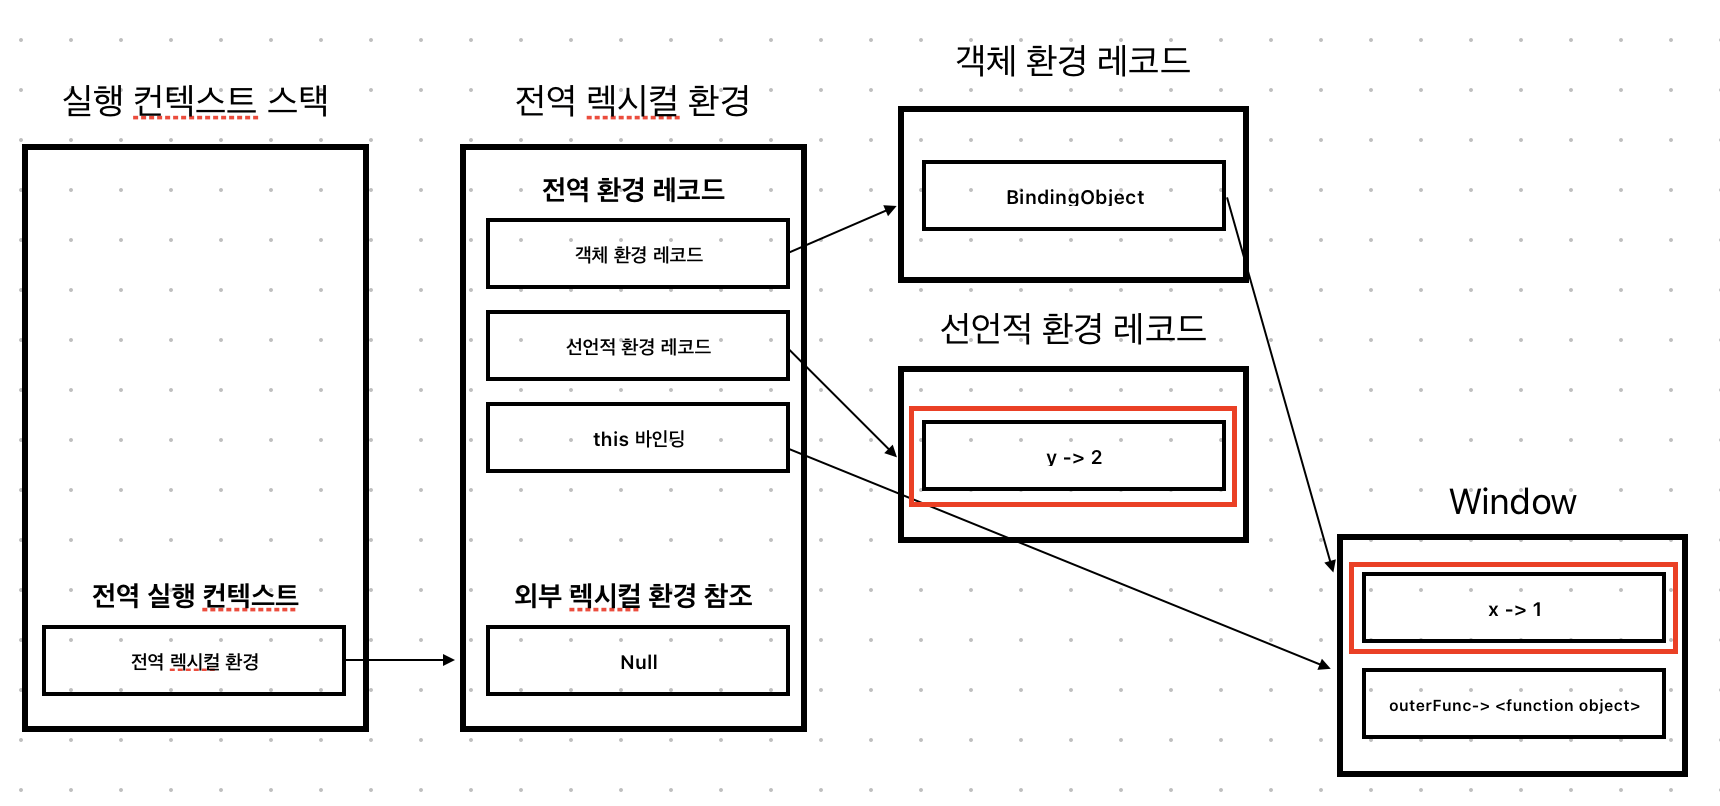 실행 컨텍스트 스택
전역 실행 컨텍스트
전역 렉시컬 환경
전역 렉시컬 환경
전역 환경 레코드
객체 환경 레코드
선언적 환경 레코드
this 바인딩
외부 렉시컬 환경 참조
Null
객체 환경 레코드
BindingObject
선언적 환경 레코드
y -> 2
Window
x -> 1
outerFunc-> <function object>